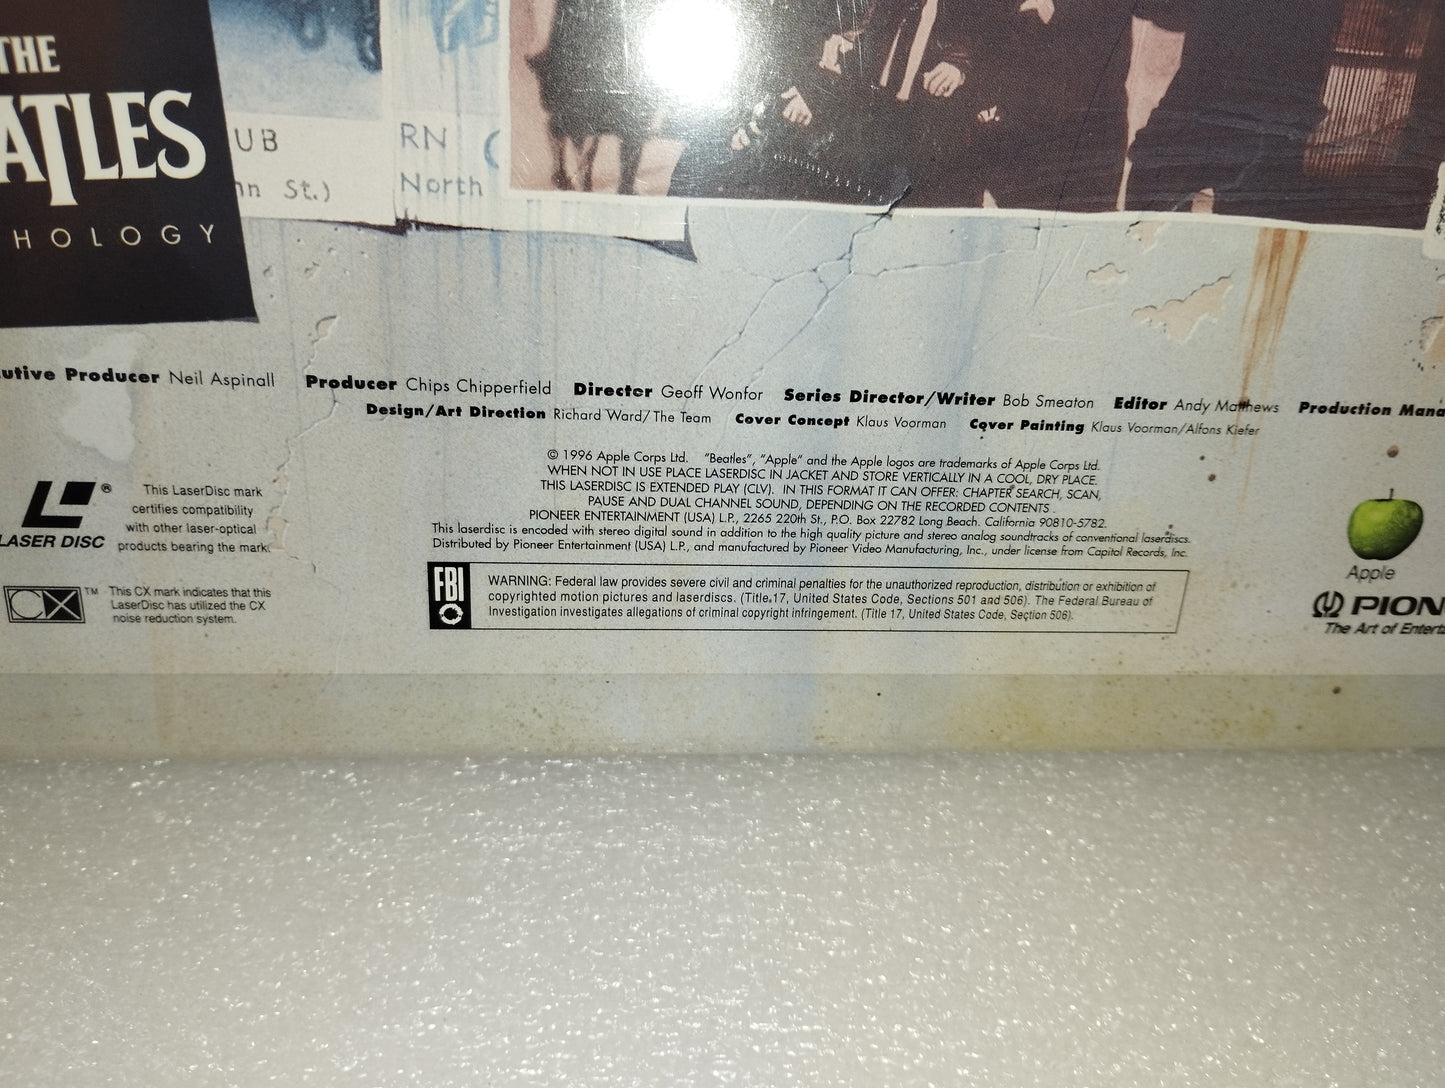 THE
ATLES
HOLOGY
UB
RN
St.)
North
utive Producer Neil Aspinall Producer Chips Chipperfield Director Geoff Wonfor Series Director/Writer Bob Smeaton Editor Andy Matthews Production Mana
Design/Art Direction Richard Ward/The Team Cover Concept Klaus Voorman Cover Painting Klaus Voorman/Alfons Kiefer
© 1996 Apple Corps Ltd. "Beatles", "Apple" and the Apple logos are trademarks of Apple Corps Ltd.
WHEN NOT IN USE PLACE LASERDISC IN JACKET AND STORE VERTICALLY IN A COOL, DRY PLACE.
THIS LASERDISC IS EXTENDED PLAY (CLV). IN THIS FORMAT IT CAN OFFER: CHAPTER SEARCH, SCAN,
PAUSE AND DUAL CHANNEL SOUND, DEPENDING ON THE RECORDED CONTENTS.
PIONEER ENTERTAINMENT (USA) L.P., 2265 220th St., P.O. Box 22782 Long Beach. California 90810-5782.
This laserdisc is encoded with stereo digital sound in addition to the high quality picture and stereo analog soundtracks of conventional laserdiscs.
Distributed by Pioneer Entertainment (USA) L.P., and manufactured by Pioneer Video Manufacturing, Inc., under license from Capitol Records, Inc.
®
LASER DISC
This LaserDisc mark
certifies compatibility
with other laser-optical
products bearing the mark.
CX ™
This CX mark indicates that this
LaserDisc has utilized the CX
noise reduction system.
FBI
WARNING: Federal law provides severe civil and criminal penalties for the unauthorized reproduction, distribution or exhibition of
copyrighted motion pictures and laserdiscs. (Title 17, United States Code, Sections 501 and 506). The Federal Bureau of
Investigation investigates allegations of criminal copyright infringement. (Title 17, United States Code, Section 506).
Apple
PION
The Art of Enterta